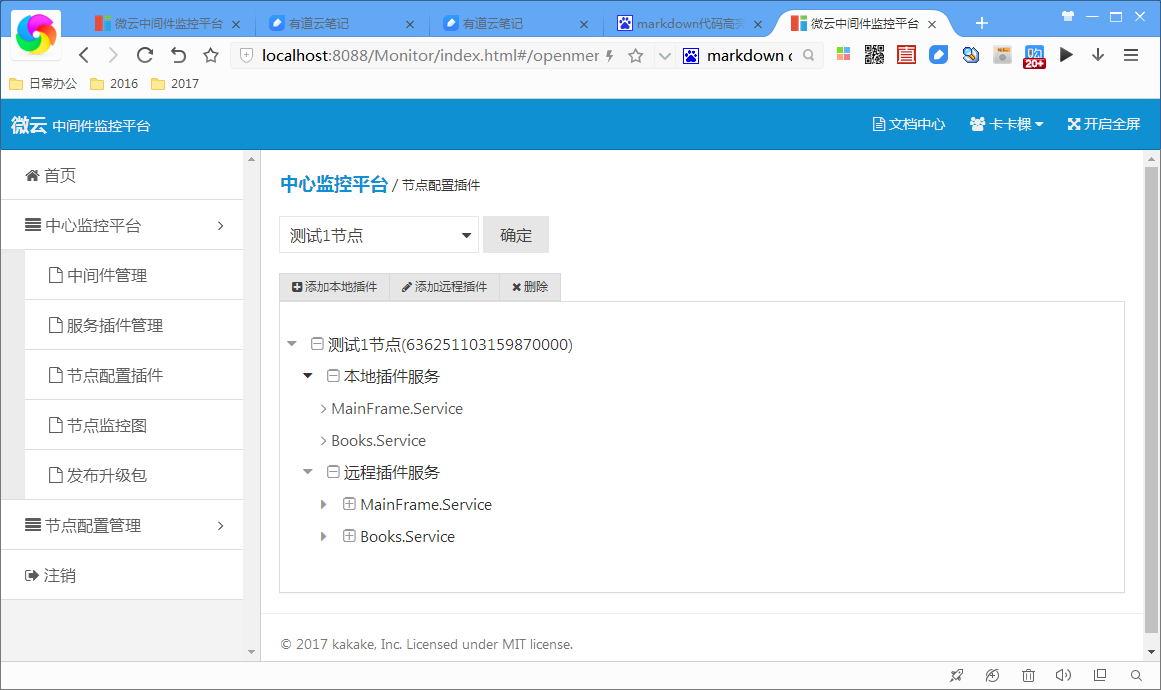 微云中间件监控平台
有道云笔记
有道云笔记
markdown代码高
微云中间件监控平台
localhost:8088/Monitor/index.html#/openmer
markdown c
20+
日常办公 2016 2017
微云 中间件监控平台
文档中心 卡卡棵 开启全屏
首页
中心监控平台
中间件管理
服务插件管理
节点配置插件
节点监控图
发布升级包
节点配置管理
注销
中心监控平台 / 节点配置插件
测试1节点 确定
添加本地插件 添加远程插件 删除
测试1节点(636251103159870000)
本地插件服务
MainFrame.Service
Books.Service
远程插件服务
MainFrame.Service
Books.Service
© 2017 kakake, Inc. Licensed under MIT license.